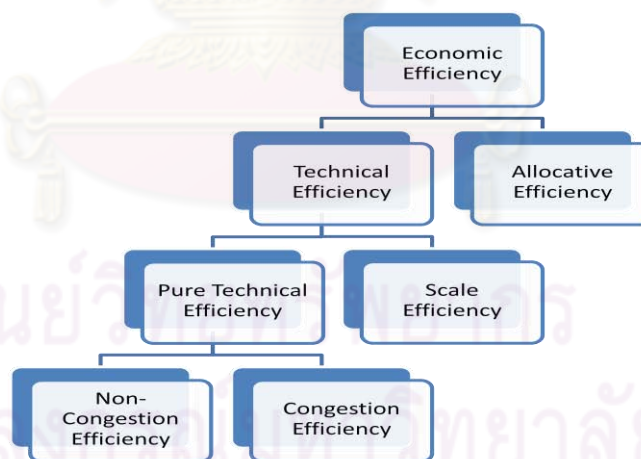 Economic
Efficiency
Technical
Efficiency
Allocative
Efficiency
Pure Technical
Efficiency
Scale
Efficiency
Non-
Congestion
Efficiency
Congestion
Efficiency